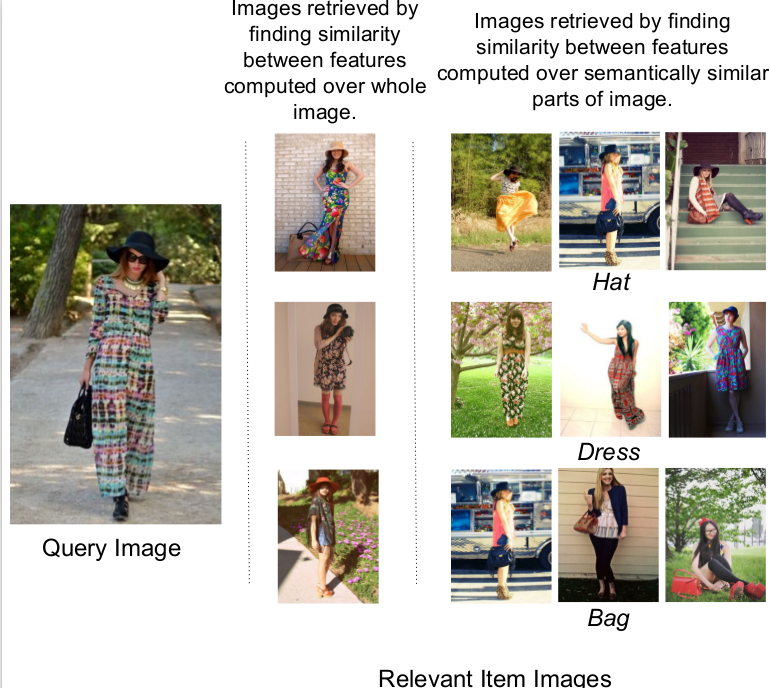 Images retrieved by
finding similarity
between features
computed over whole
image.
Images retrieved by finding
similarity between features
computed over semantically similar
parts of image.
Hat
Dress
Query Image
Bag
Relevant Item Images